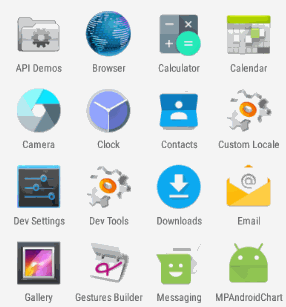 API Demos Browser Calculator Calendar
Camera Clock Contacts Custom Locale
Dev Settings Dev Tools Downloads Email
Gallery Gestures Builder Messaging MPAndroidChart